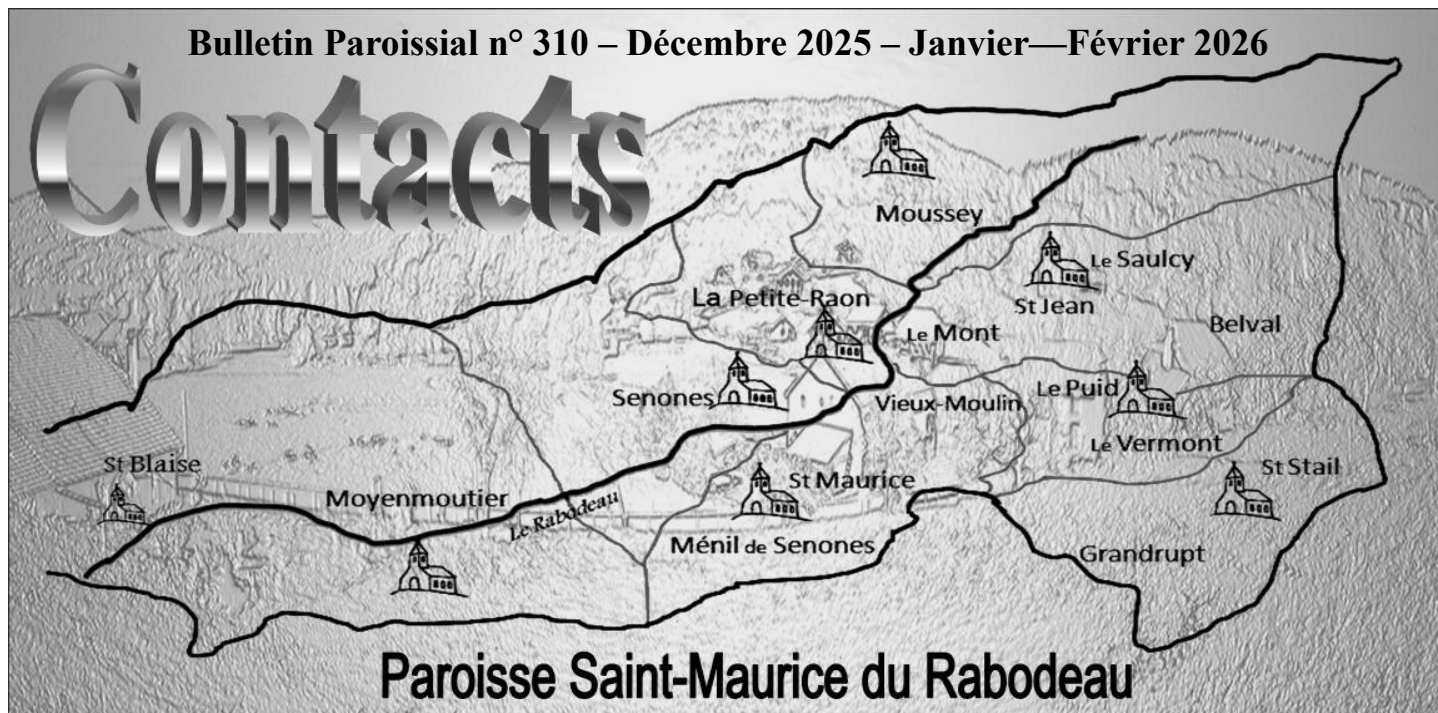 Bulletin Paroissial n° 310 – Décembre 2025 – Janvier—Février 2026
Contacts
Moussey
Le Saulcy
St Jean
La Petite-Raon
Belval
Le Mont
Senones
Vieux-Moulin
Le Puid
Le Vermont
St Blaise
St Stail
Moyenmoutier
St Maurice
Le Rabodeau
Ménil de Senones
Grandrupt
Paroisse Saint-Maurice du Rabodeau